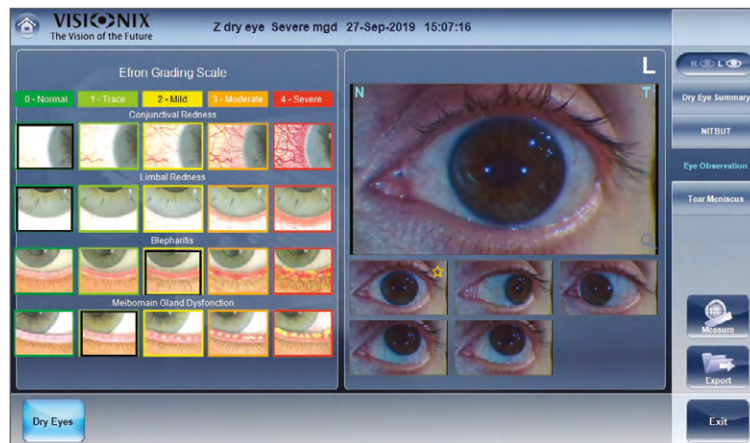 VISIONIX
The Vision of the Future
Z dry eye Severe mgd 27-Sep-2019 15:07:16
Efron Grading Scale
0 - Normal 1 - Trace 2 - Mild 3 - Moderate 4 - Severe
Conjunctival Redness
Limbal Redness
Blepharitis
Meibomain Gland Dysfonction
L
N T
R L
Dry Eye Summary
NITBUT
Eye Observation
Tear Meniscus
Measure
Export
Dry Eyes
Exit